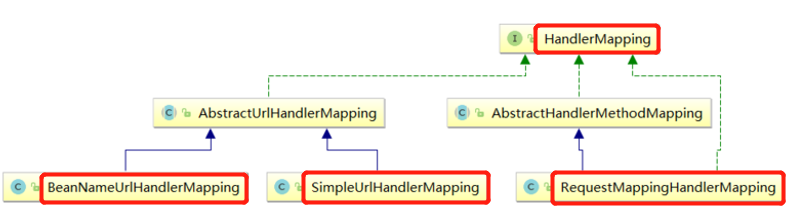 I HandlerMapping
C AbstractUrlHandlerMapping
C AbstractHandlerMethodMapping
C BeanNameUrlHandlerMapping
C SimpleUrlHandlerMapping
C RequestMappingHandlerMapping